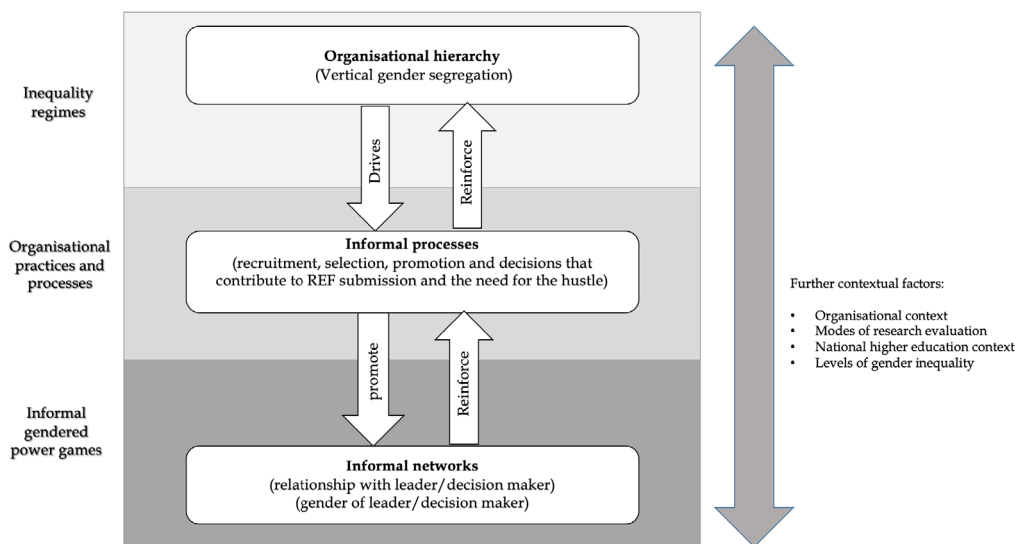 Inequality
regimes
Organisational hierarchy
(Vertical gender segregation)
Drives
Reinforce
Organisational
practices and
processes
Informal processes
(recruitment, selection, promotion and decisions that
contribute to REF submission and the need for the hustle)
promote
Reinforce
Informal
gendered
power games
Informal networks
(relationship with leader/decision maker)
(gender of leader/decision maker)
Further contextual factors:
• Organisational context
• Modes of research evaluation
• National higher education context
• Levels of gender inequality